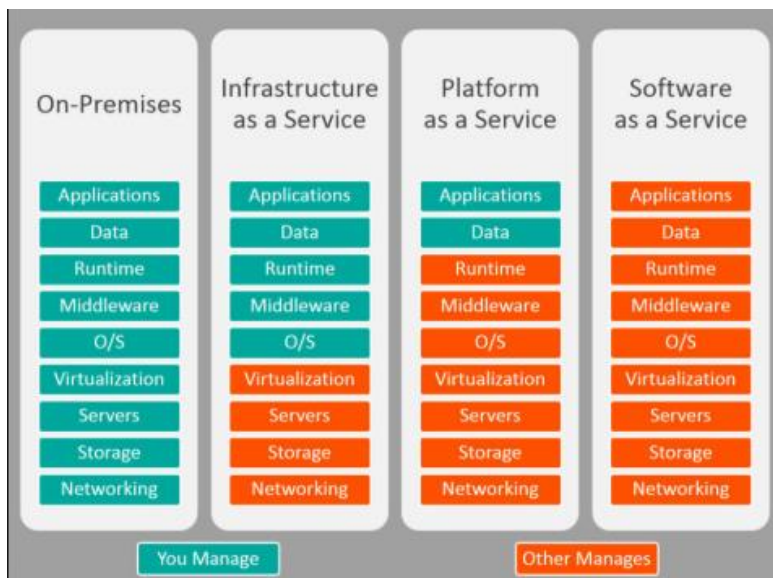 On-Premises
Applications
Data
Runtime
Middleware
O/S
Virtualization
Servers
Storage
Networking
Infrastructure
as a Service
Applications
Data
Runtime
Middleware
O/S
Virtualization
Servers
Storage
Networking
Platform
as a Service
Applications
Data
Runtime
Middleware
O/S
Virtualization
Servers
Storage
Networking
Software
as a Service
Applications
Data
Runtime
Middleware
O/S
Virtualization
Servers
Storage
Networking
You Manage
Other Manages